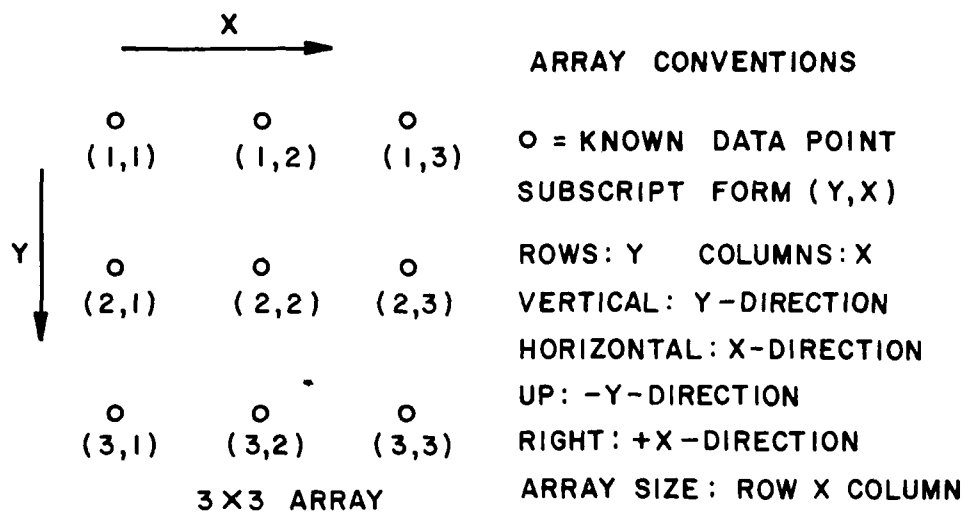 X
ARRAY CONVENTIONS
(1,1) (1,2) (1,3)
O = KNOWN DATA POINT
SUBSCRIPT FORM (Y,X)
Y
ROWS: Y COLUMNS: X
(2,1) (2,2) (2,3)
VERTICAL: Y-DIRECTION
HORIZONTAL: X-DIRECTION
UP: -Y-DIRECTION
(3,1) (3,2) (3,3)
RIGHT: +X-DIRECTION
3X3 ARRAY
ARRAY SIZE: ROW X COLUMN